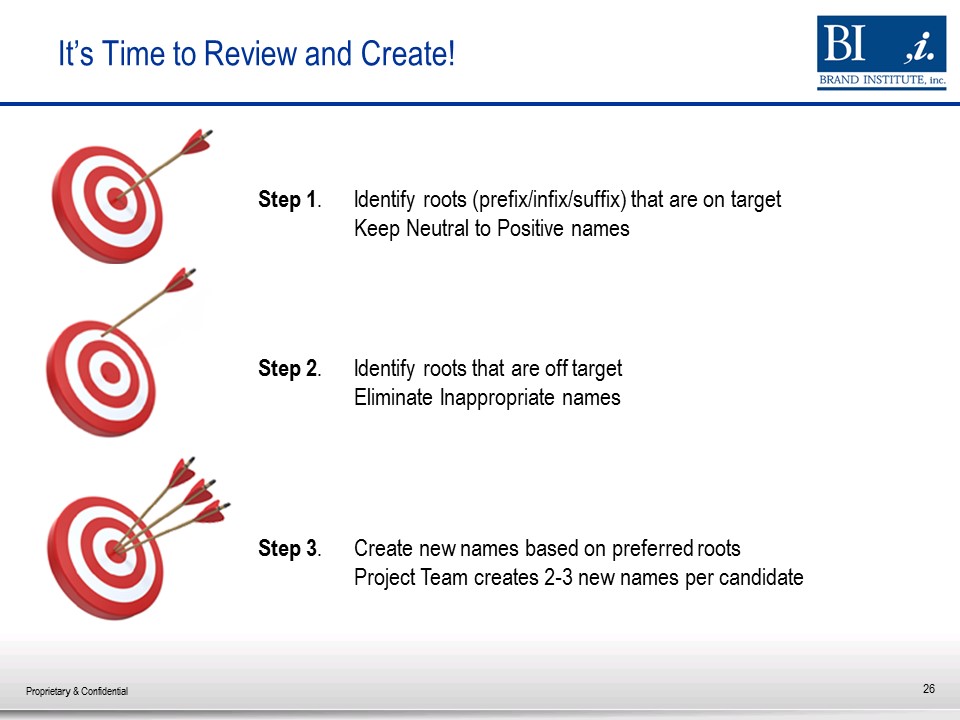 It's Time to Review and Create!
BI ,i.
BRAND INSTITUTE, inc.
Step 1. Identify roots (prefix/infix/suffix) that are on target
Keep Neutral to Positive names
Step 2. Identify roots that are off target
Eliminate Inappropriate names
Step 3. Create new names based on preferred roots
Project Team creates 2-3 new names per candidate
Proprietary & Confidential
26